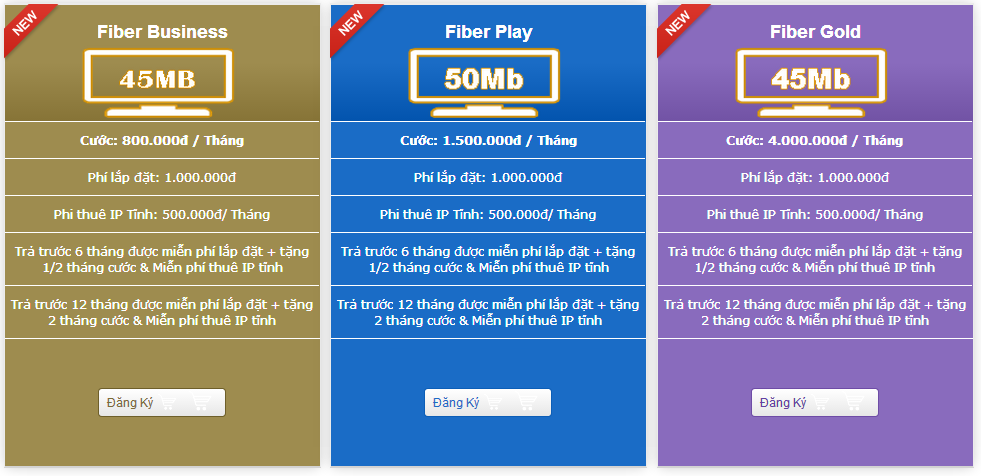 NEW
Fiber Business
45MB
Cước: 800.000đ / Tháng
Phí lắp đặt: 1.000.000đ
Phi thuê IP Tĩnh: 500.000đ/ Tháng
Trả trước 6 tháng được miễn phí lắp đặt + tặng
1/2 tháng cước & Miễn phí thuê IP tĩnh
Trả trước 12 tháng được miễn phí lắp đặt + tặng
2 tháng cước & Miễn phí thuê IP tĩnh
Đăng Ký
NEW
Fiber Play
50Mb
Cước: 1.500.000đ / Tháng
Phí lắp đặt: 1.000.000đ
Phi thuê IP Tĩnh: 500.000đ/ Tháng
Trả trước 6 tháng được miễn phí lắp đặt + tặng
1/2 tháng cước & Miễn phí thuê IP tĩnh
Trả trước 12 tháng được miễn phí lắp đặt + tặng
2 tháng cước & Miễn phí thuê IP tĩnh
Đăng Ký
NEW
Fiber Gold
45Mb
Cước: 4.000.000đ / Tháng
Phí lắp đặt: 1.000.000đ
Phi thuê IP Tĩnh: 500.000đ/ Tháng
Trả trước 6 tháng được miễn phí lắp đặt + tặng
1/2 tháng cước & Miễn phí thuê IP tĩnh
Trả trước 12 tháng được miễn phí lắp đặt + tặng
2 tháng cước & Miễn phí thuê IP tĩnh
Đăng Ký